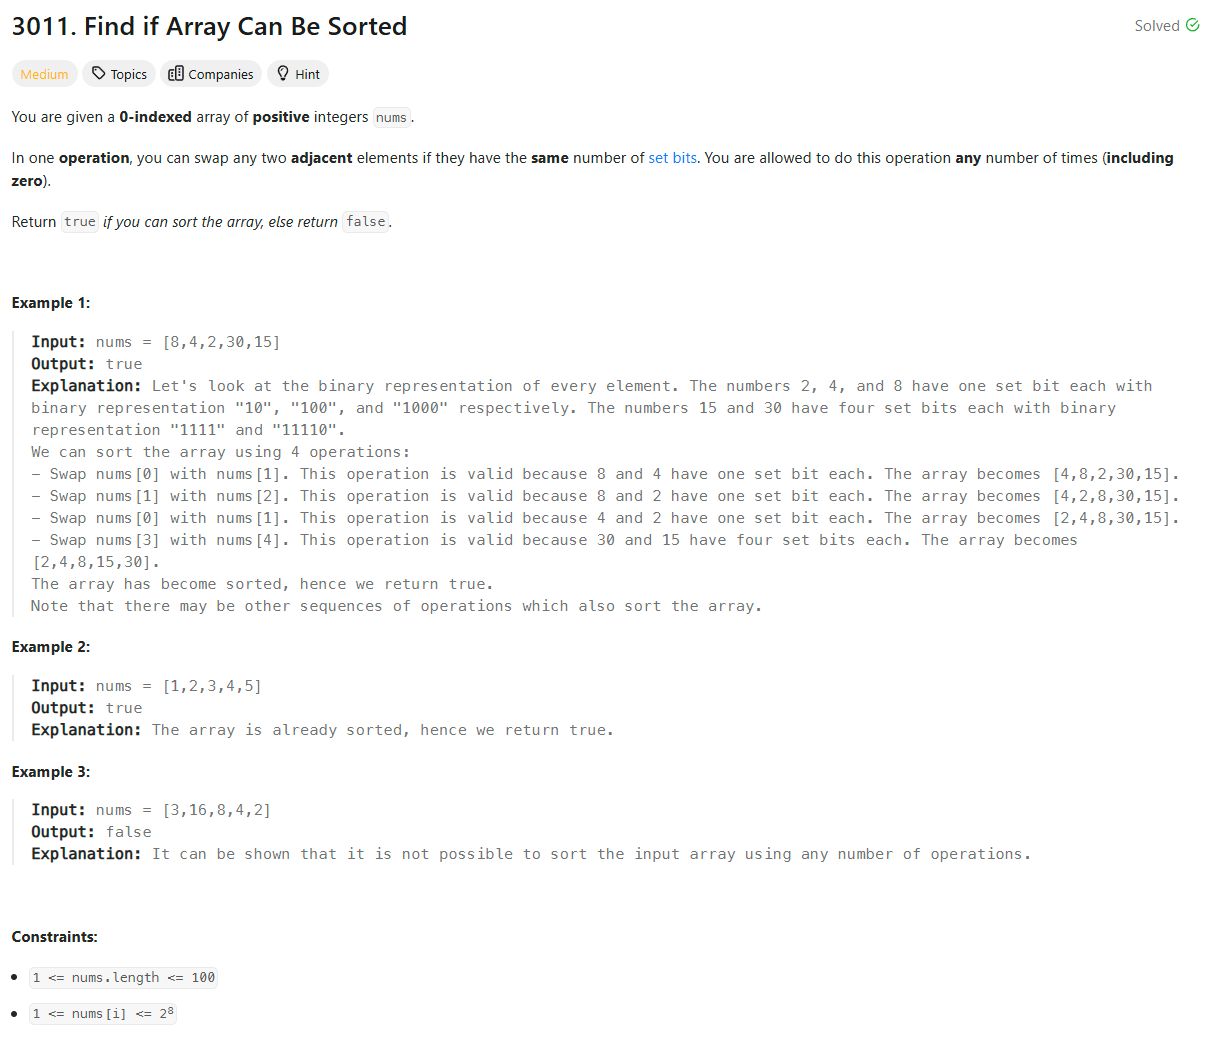 3011. Find if Array Can Be Sorted
Solved
Medium Topics Companies Hint
You are given a 0-indexed array of positive integers nums.
In one operation, you can swap any two adjacent elements if they have the same number of set bits. You are allowed to do this operation any number of times (including
zero).
Return true if you can sort the array, else return false.
Example 1:
Input: nums = [8,4,2,30,15]
Output: true
Explanation: Let's look at the binary representation of every element. The numbers 2, 4, and 8 have one set bit each with
binary representation "10", "100", and "1000" respectively. The numbers 15 and 30 have four set bits each with binary
representation "1111" and "11110".
We can sort the array using 4 operations:
- Swap nums[0] with nums[1]. This operation is valid because 8 and 4 have one set bit each. The array becomes [4,8,2,30,15].
- Swap nums[1] with nums[2]. This operation is valid because 8 and 2 have one set bit each. The array becomes [4,2,8,30,15].
- Swap nums[0] with nums[1]. This operation is valid because 4 and 2 have one set bit each. The array becomes [2,4,8,30,15].
- Swap nums[3] with nums[4]. This operation is valid because 30 and 15 have four set bits each. The array becomes
[2,4,8,15,30].
The array has become sorted, hence we return true.
Note that there may be other sequences of operations which also sort the array.
Example 2:
Input: nums = [1,2,3,4,5]
Output: true
Explanation: The array is already sorted, hence we return true.
Example 3:
Input: nums = [3,16,8,4,2]
Output: false
Explanation: It can be shown that it is not possible to sort the input array using any number of operations.
Constraints:
• 1 <= nums.length <= 100
• 1 <= nums[i] <= 2⁸